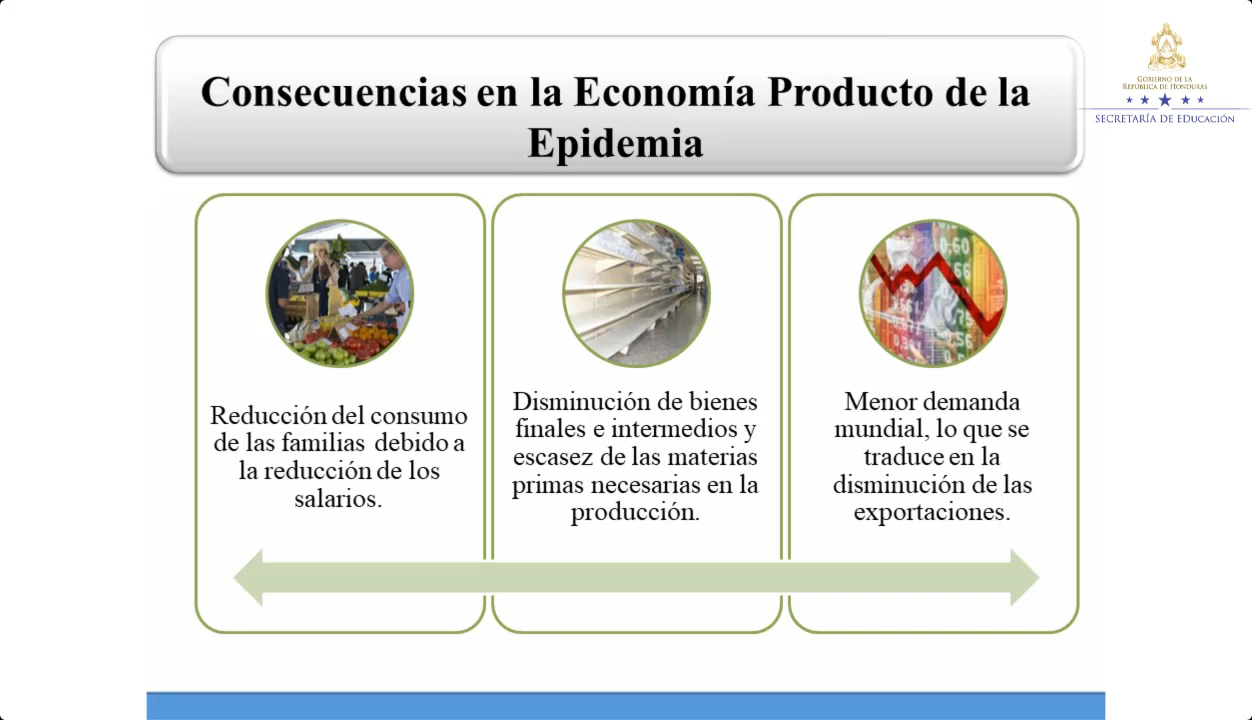 Consecuencias en la Economía Producto de la
Epidemia
GOBIERNO DE LA
REPÚBLICA DE HONDURAS
SECRETARÍA DE EDUCACIÓN
Reducción del consumo
de las familias debido a
la reducción de los
salarios.
Disminución de bienes
finales e intermedios y
escasez de las materias
primas necesarias en la
producción.
Menor demanda
mundial, lo que se
traduce en la
disminución de las
exportaciones.